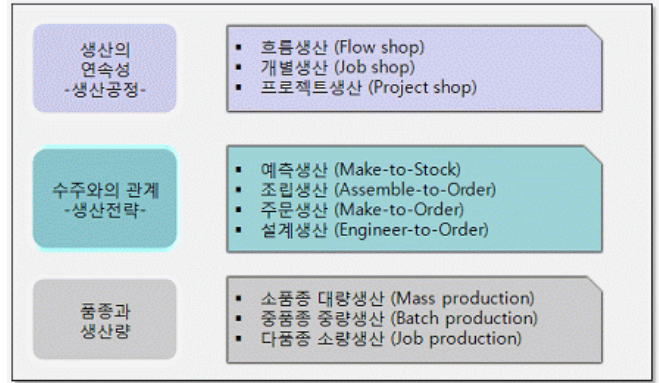 생산의
연속성
-생산공정-
▪ 흐름생산 (Flow shop)
▪ 개별생산 (Job shop)
▪ 프로젝트생산 (Project shop)
수주와의 관계
-생산전략-
▪ 예측생산 (Make-to-Stock)
▪ 조립생산 (Assemble-to-Order)
▪ 주문생산 (Make-to-Order)
▪ 설계생산 (Engineer-to-Order)
품종과
생산량
▪ 소품종 대량생산 (Mass production)
▪ 중품종 중량생산 (Batch production)
▪ 다품종 소량생산 (Job production)